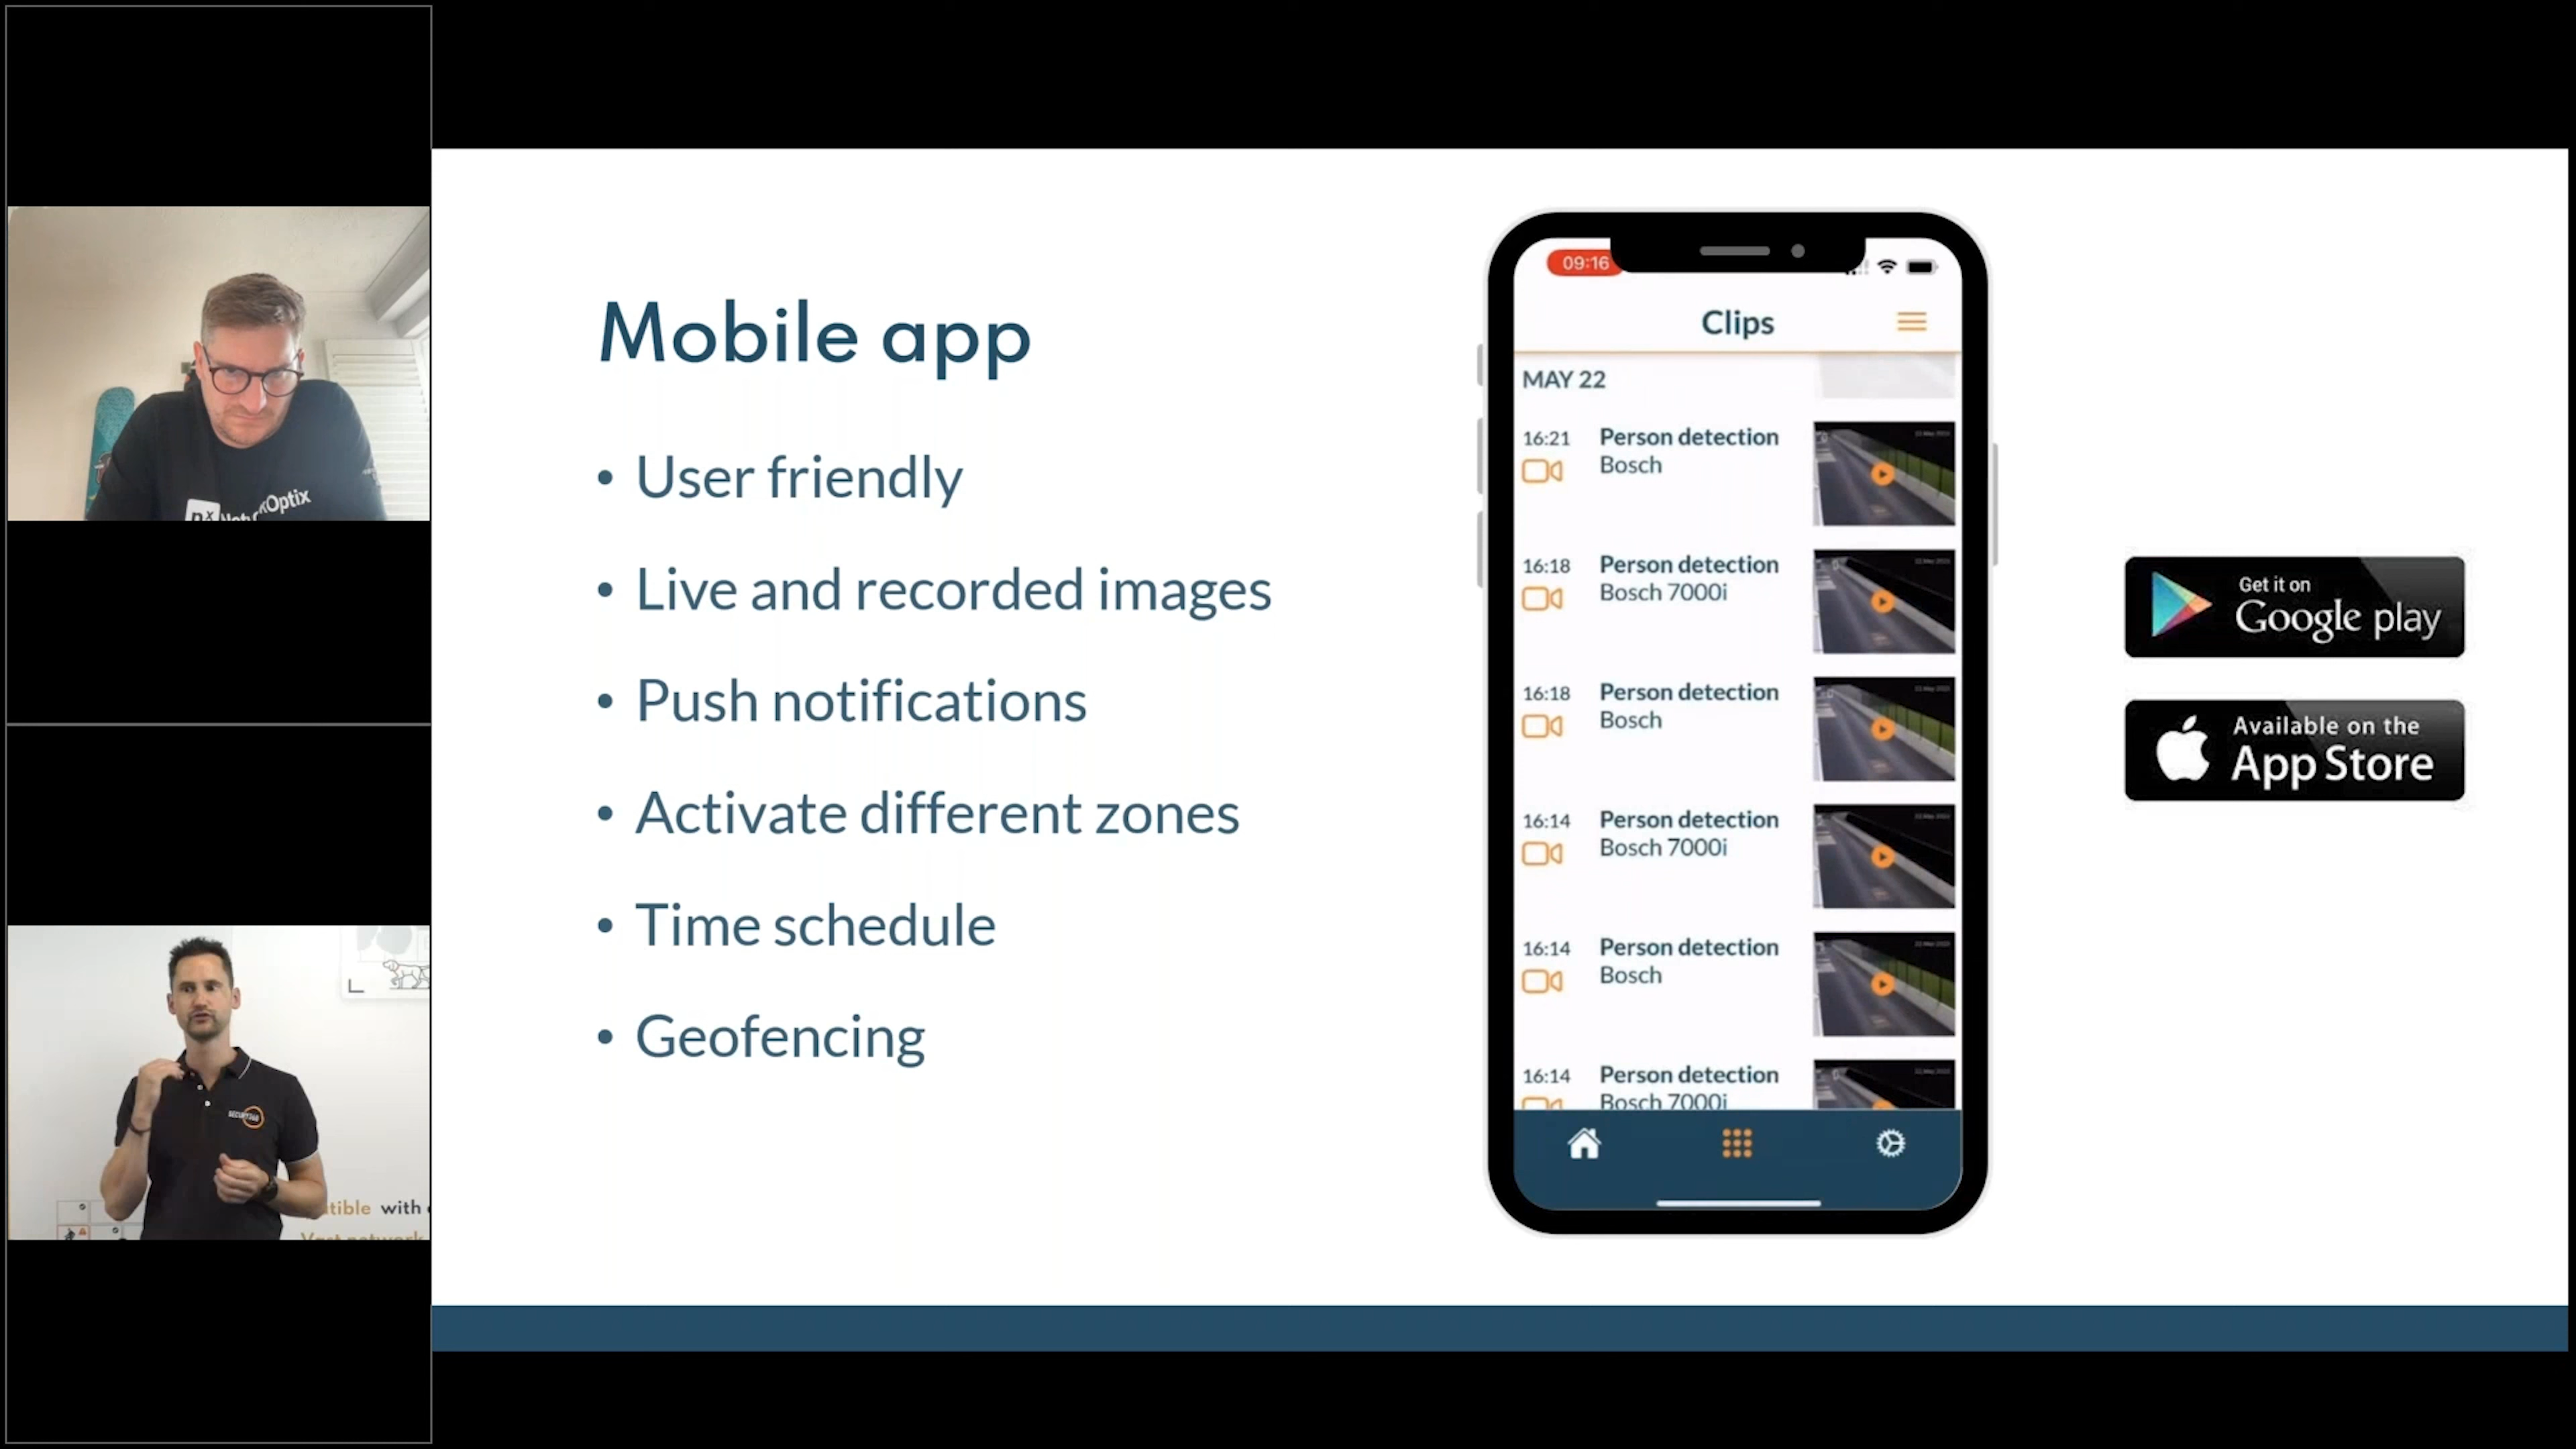 Mobile app
• User friendly
• Live and recorded images
• Push notifications
• Activate different zones
• Time schedule
• Geofencing
09:16
Clips
MAY 22
16:21 Person detection
Bosch
16:18 Person detection
Bosch 7000i
16:18 Person detection
Bosch
16:14 Person detection
Bosch 7000i
16:14 Person detection
Bosch
16:14 Person detection
Bosch 7000i
Get it on
Google play
Available on the
App Store
Optix
with